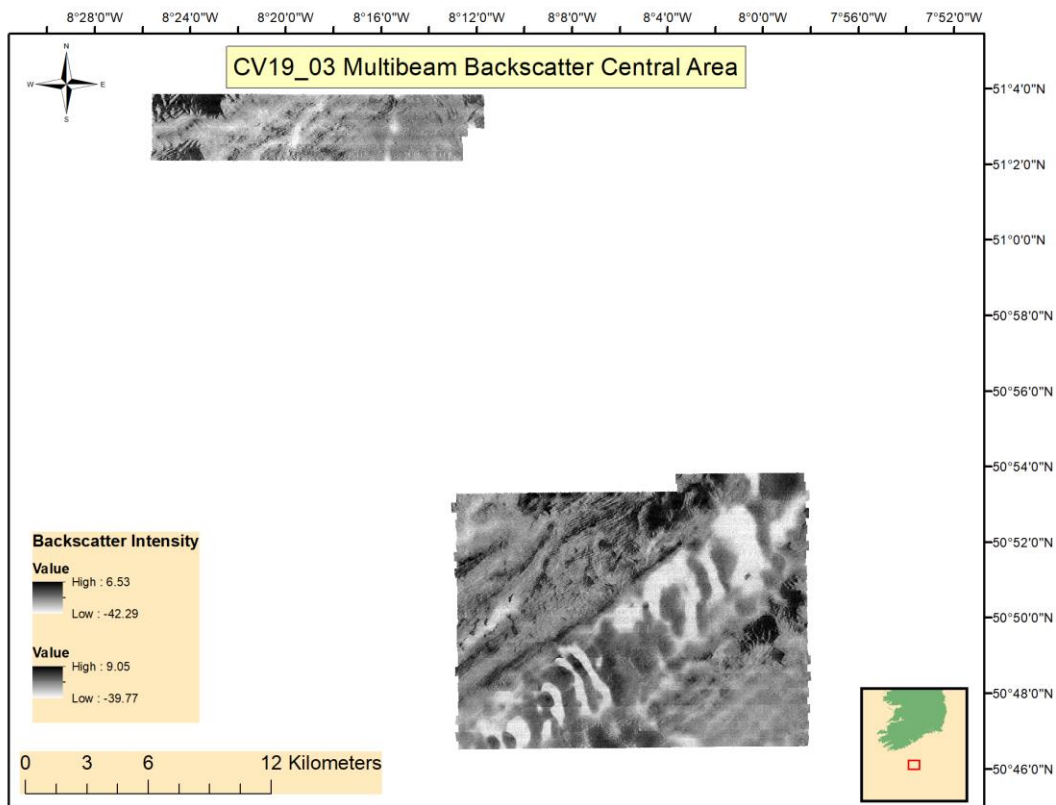 8°28'0"W 8°24'0"W 8°20'0"W 8°16'0"W 8°12'0"W 8°8'0"W 8°4'0"W 8°0'0"W 7°56'0"W 7°52'0"W
N
W E
S
CV19_03 Multibeam Backscatter Central Area
51°4'0"N
51°2'0"N
51°0'0"N
50°58'0"N
50°56'0"N
50°54'0"N
50°52'0"N
50°50'0"N
50°48'0"N
50°46'0"N
Backscatter Intensity
Value
High : 6.53
Low : -42.29
Value
High : 9.05
Low : -39.77
0 3 6 12 Kilometers